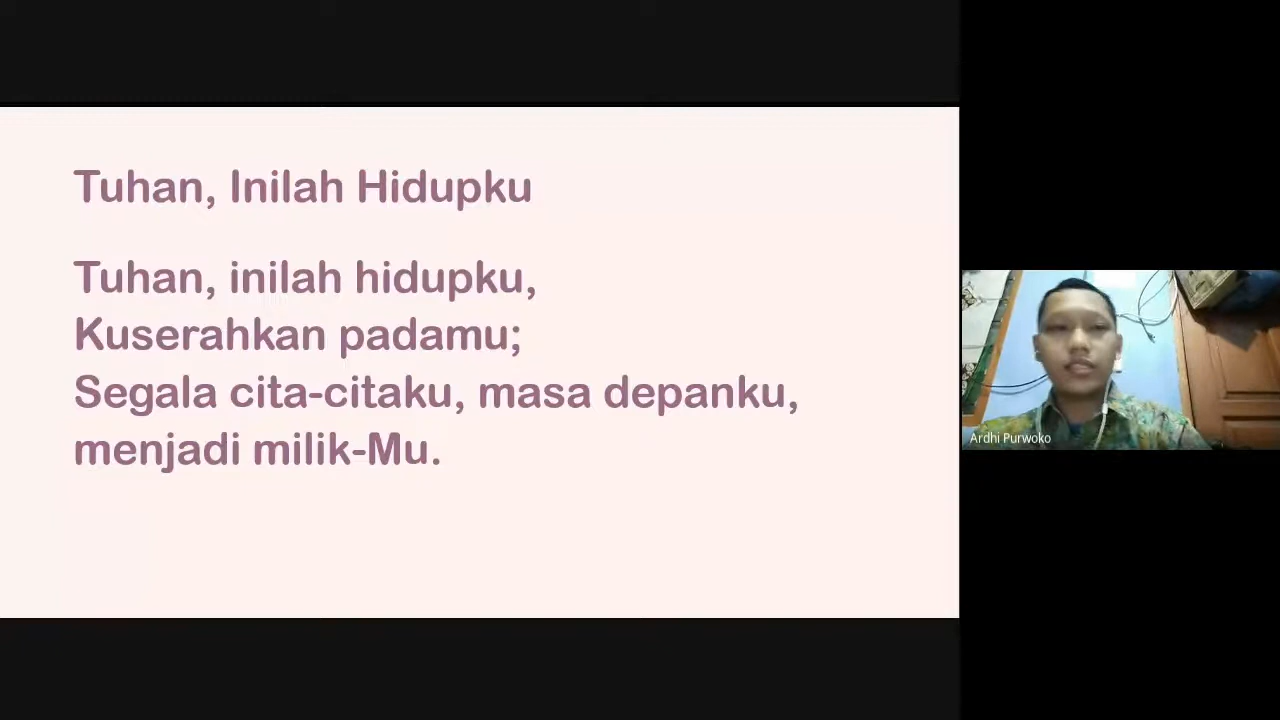 Tuhan, Inilah Hidupku
Tuhan, inilah hidupku,
Kuserahkan padamu;
Segala cita-citaku, masa depanku,
menjadi milik-Mu.
Ardhi Purwoko